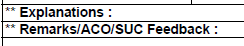 ** Explanations :
** Remarks/ACO/SUC Feedback :